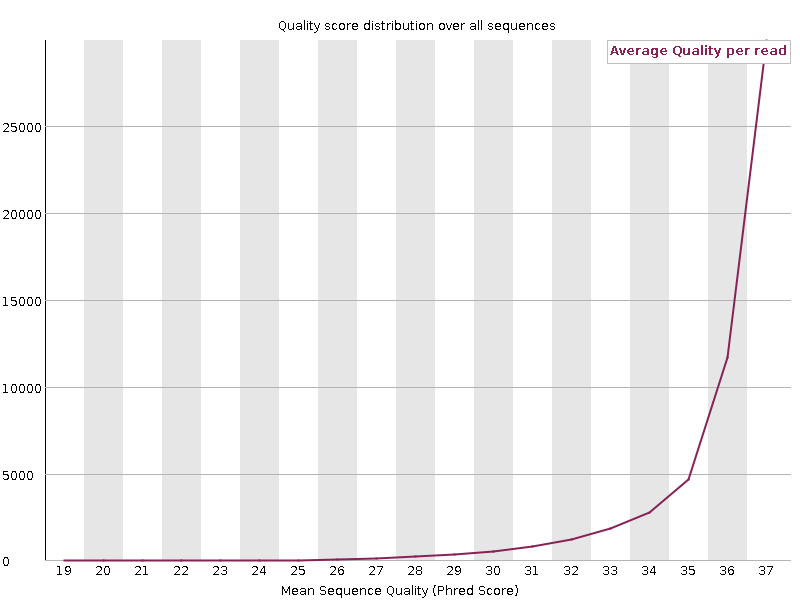 Quality score distribution over all sequences
Average Quality per read
25000
20000
15000
10000
5000
0
19 20 21 22 23 24 25 26 27 28 29 30 31 32 33 34 35 36 37
Mean Sequence Quality (Phred Score)